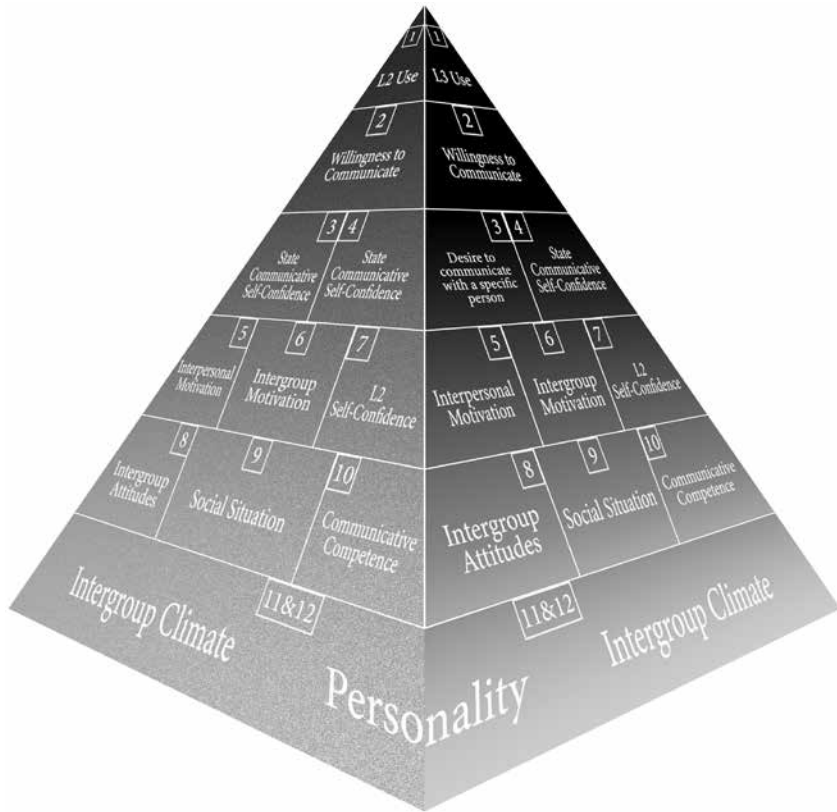 1 1
L2 Use L3 Use
2 2
Willingness to
Communicate
Willingness to
Communicate
3 4
State
Communicative
Self-Confidence
State
Communicative
Self-Confidence
3 4
Desire to
communicate
with a specific
person
State
Communicative
Self-Confidence
5 6 7
Interpersonal
Motivation
Intergroup
Motivation
L2
Self-Confidence
5 6 7
Interpersonal
Motivation
Intergroup
Motivation
L2
Self-Confidence
8 9 10
Intergroup
Attitudes
Social Situation
Communicative
Competence
8 9 10
Intergroup
Attitudes
Social Situation
Communicative
Competence
11&12 11&12
Intergroup Climate
Intergroup Climate
Personality